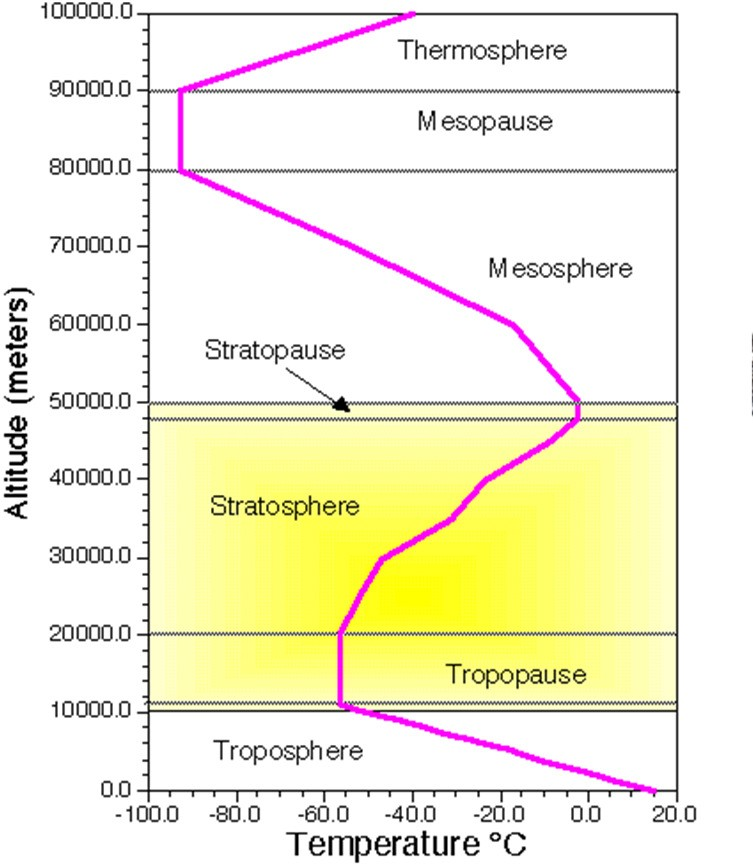 100000.0
Thermosphere
90000.0
Mesopause
80000.0
70000.0
Mesosphere
60000.0
Stratopause
50000.0
40000.0
Stratosphere
30000.0
20000.0
Tropopause
10000.0
Troposphere
0.0
-100.0 -80.0 -60.0 -40.0 -20.0 0.0 20.0
Temperature °C
Altitude (meters)